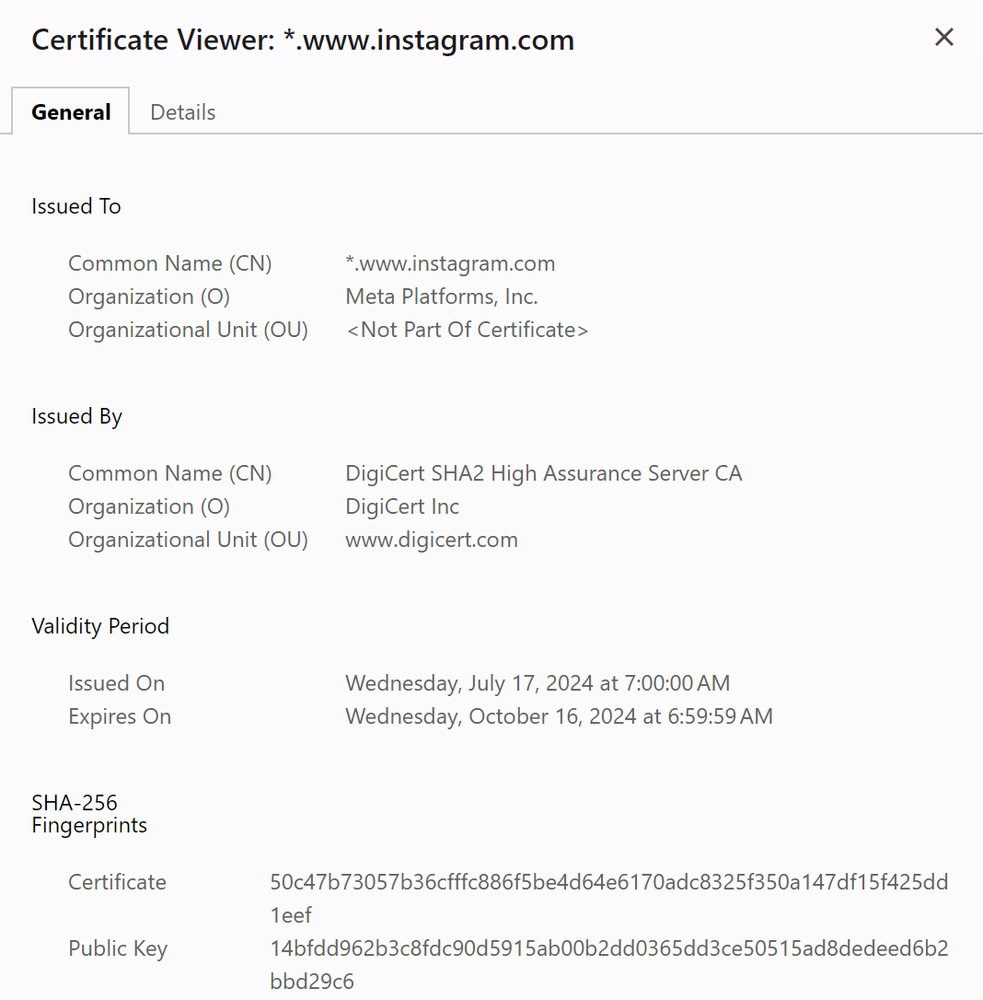 Certificate Viewer: *.www.instagram.com
General Details
Issued To
Common Name (CN) *.www.instagram.com
Organization (O) Meta Platforms, Inc.
Organizational Unit (OU) <Not Part Of Certificate>
Issued By
Common Name (CN) DigiCert SHA2 High Assurance Server CA
Organization (O) DigiCert Inc
Organizational Unit (OU) www.digicert.com
Validity Period
Issued On Wednesday, July 17, 2024 at 7:00:00 AM
Expires On Wednesday, October 16, 2024 at 6:59:59 AM
SHA-256
Fingerprints
Certificate 50c47b73057b36cfffc886f5be4d64e6170adc8325f350a147df15f425dd
1eef
Public Key 14bfdd962b3c8fdc90d5915ab00b2dd0365dd3ce50515ad8dedeed6b2
bbd29c6